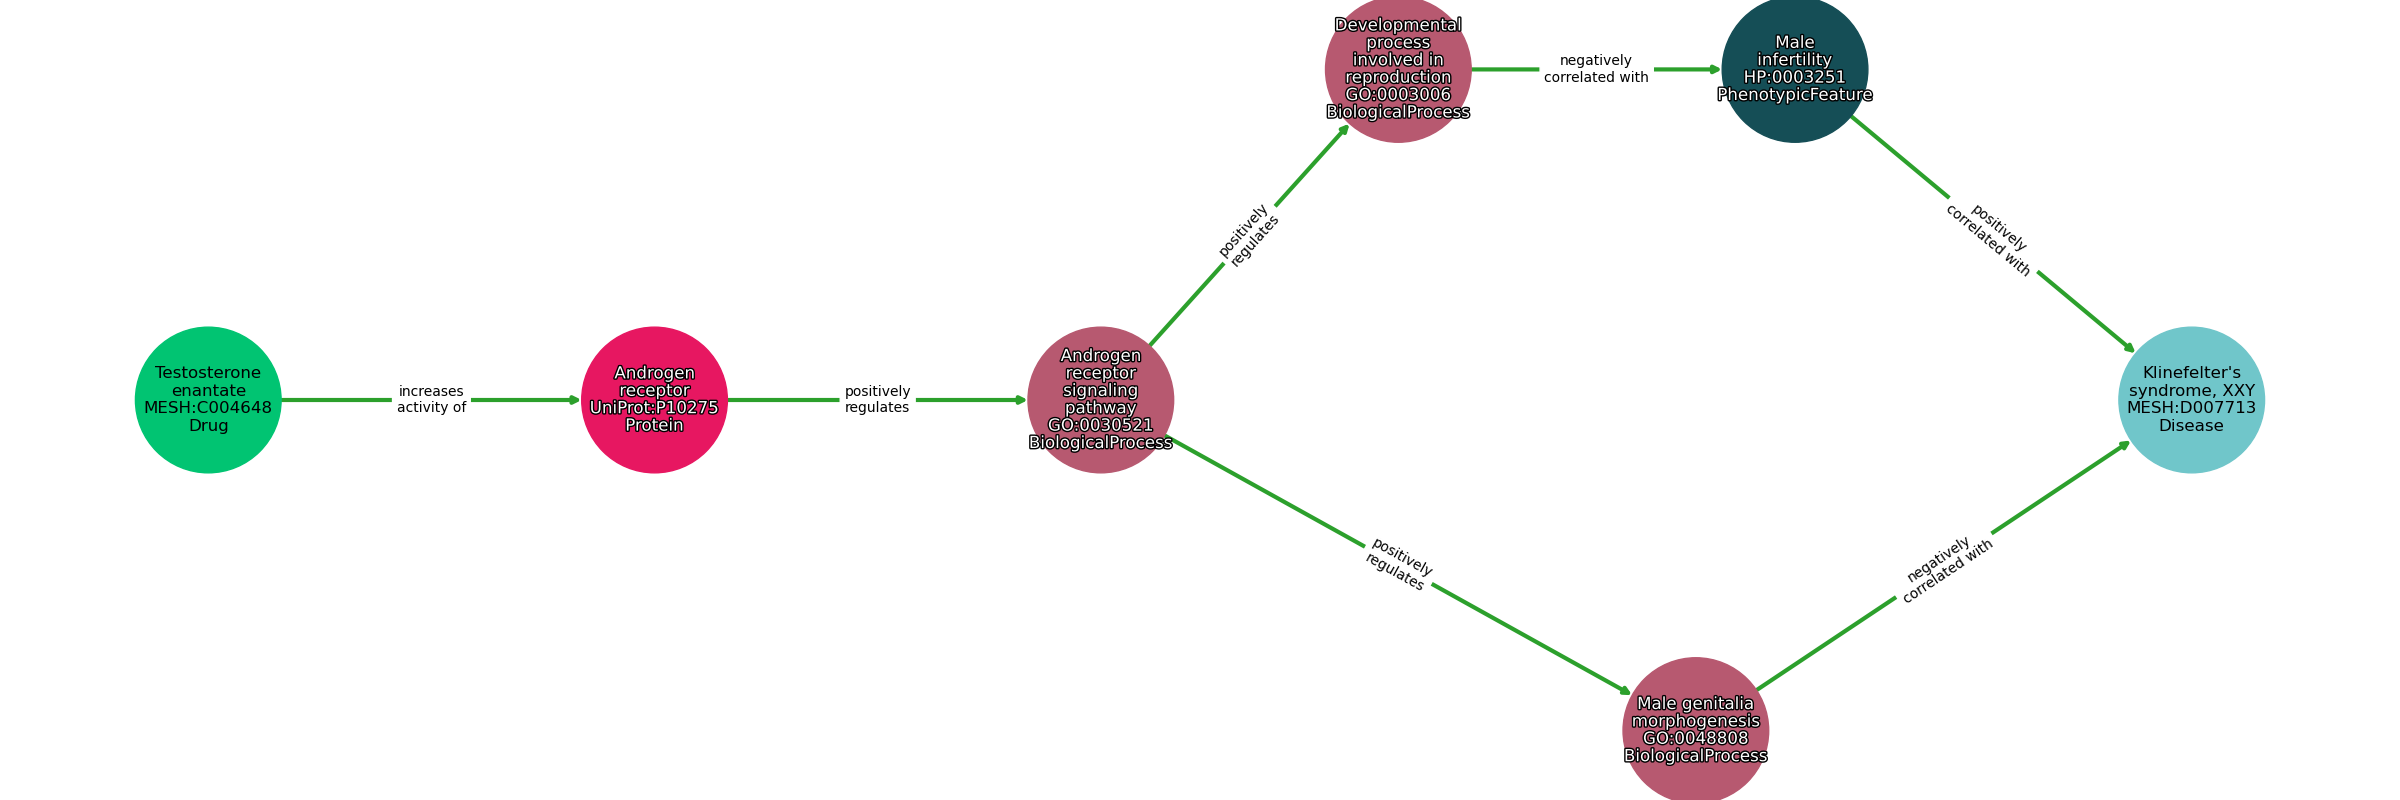 Developmental
process
involved in
reproduction
GO:0003006
BiologicalProcess
negatively
correlated with
Male
infertility
HP:0003251
PhenotypicFeature
positively
regulates
positively
correlated with
Testosterone
enantate
MESH:C004648
Drug
increases
activity of
Androgen
receptor
UniProt:P10275
Protein
positively
regulates
Androgen
receptor
signaling
pathway
GO:0030521
BiologicalProcess
Klinefelter's
syndrome, XXY
MESH:D007713
Disease
positively
regulates
negatively
correlated with
Male genitalia
morphogenesis
GO:0048808
BiologicalProcess